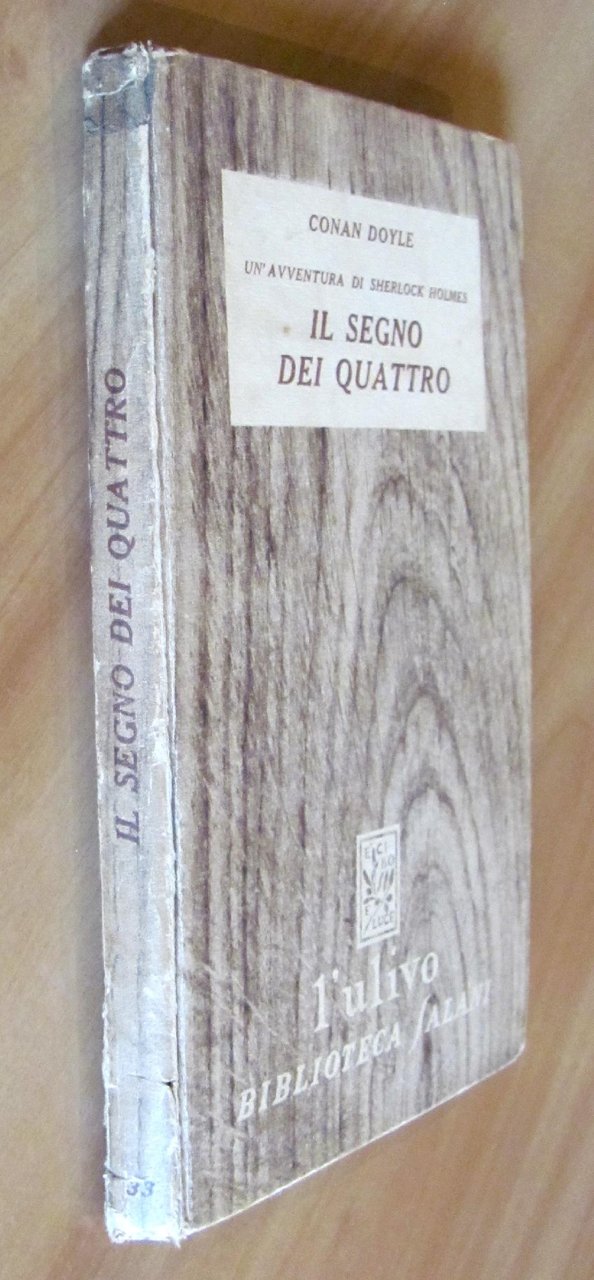 CONAN DOYLE
UN'AVVENTURA DI SHERLOCK HOLMES
IL SEGNO
DEI QUATTRO
l'ulivo
BIBLIOTECA SALANI
IL SEGNO DEI QUATTRO
33